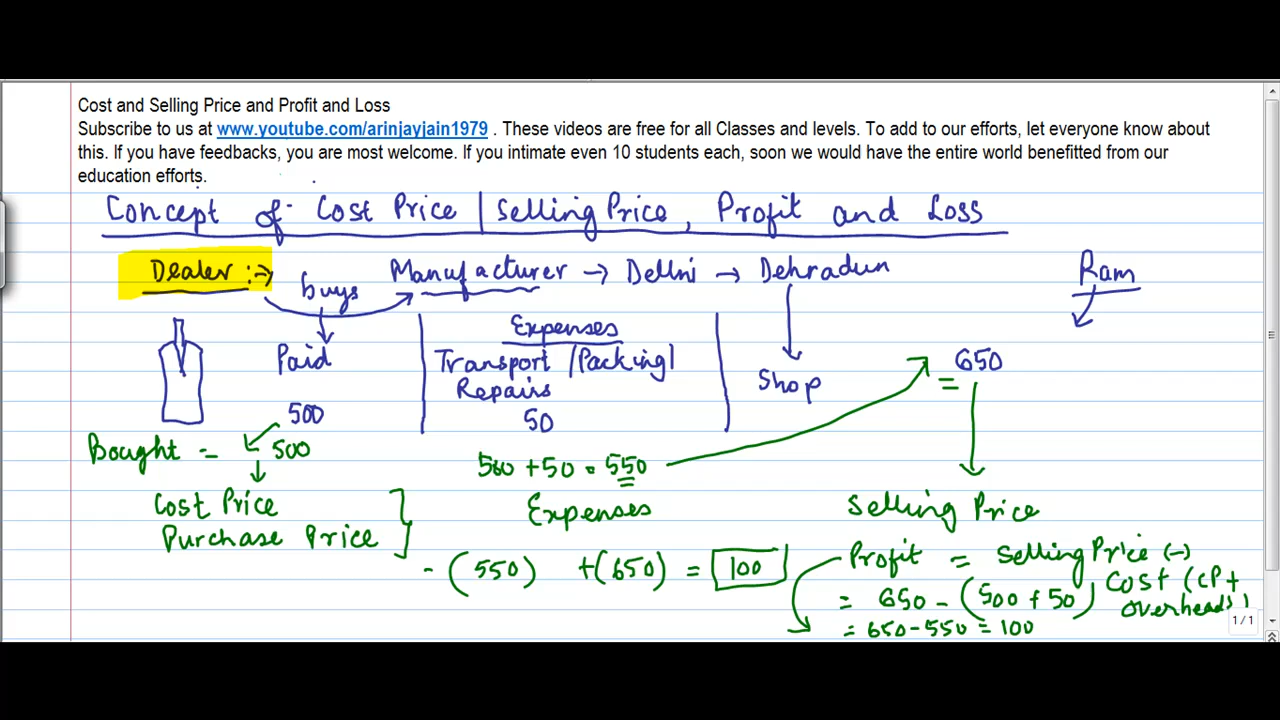 Cost and Selling Price and Profit and Loss
Subscribe to us at www.youtube.com/arinjayjain1979 . These videos are free for all Classes and levels. To add to our efforts, let everyone know about
this. If you have feedbacks, you are most welcome. If you intimate even 10 students each, soon we would have the entire world benefitted from our
education efforts.
Concept of Cost Price | Selling Price, Profit and Loss
Dealer :→ buys Manufacturer → Delhi → Dehradun Ram
Expenses
Paid Transport /Packing/ Shop 650
Repairs =
500 50
Bought = 500
500 + 50 = 550
Cost Price Expenses Selling Price
Purchase Price
- (550) + (650) = 100
Profit = Selling Price (-)
Cost (CP +
overheads)
= 650 - (500 + 50)
= 650 - 550 = 100
1/1